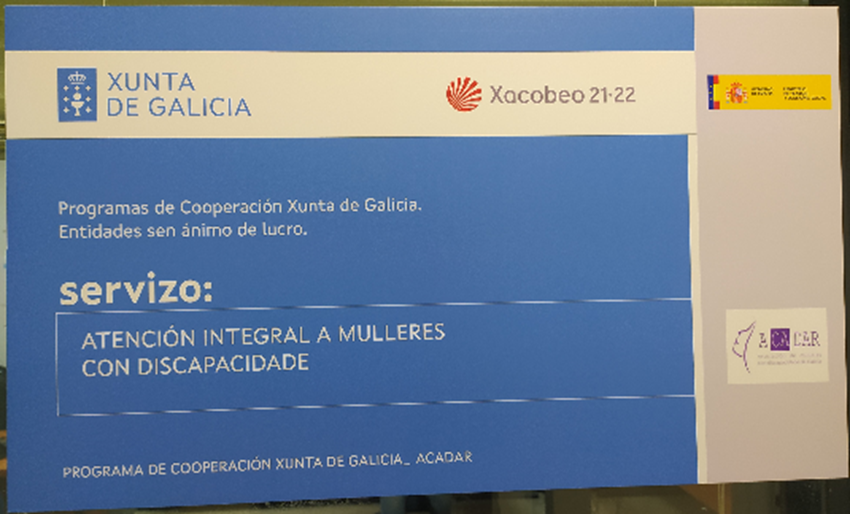 XUNTA
DE GALICIA
Xacobeo 21·22
Programas de Cooperación Xunta de Galicia.
Entidades sen ánimo de lucro.
servizo:
ATENCIÓN INTEGRAL A MULLERES
CON DISCAPACIDADE
ACADAR
PROGRAMA DE COOPERACIÓN XUNTA DE GALICIA_ ACADAR